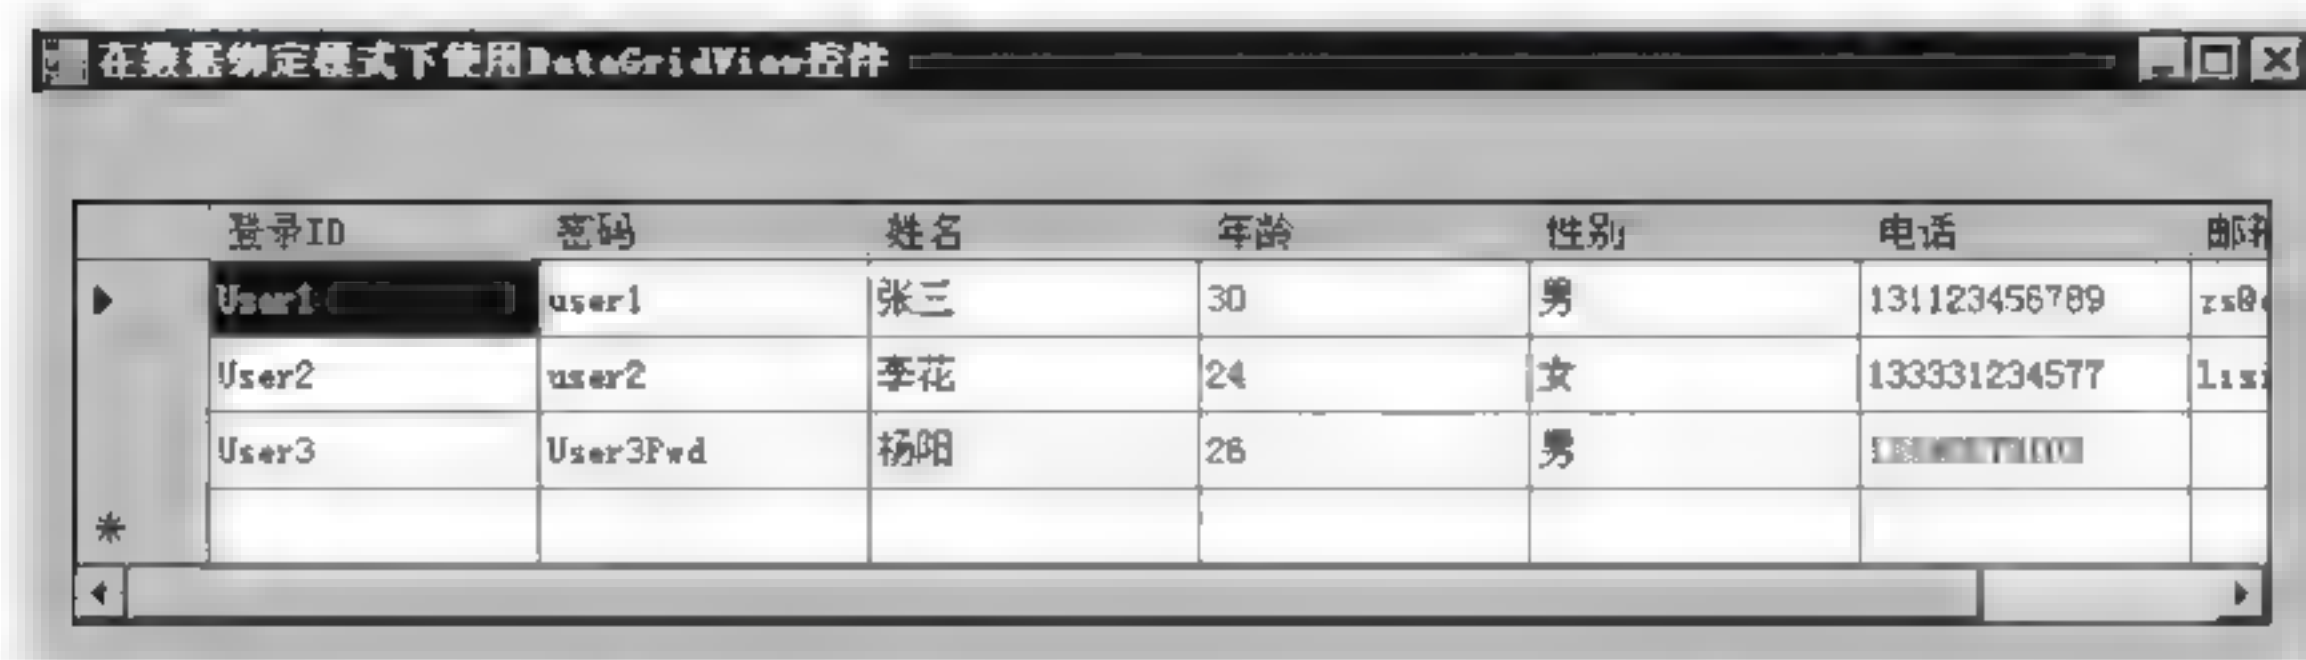 在数据绑定模式下使用DataGridView控件
登录ID 密码 姓名 年龄 性别 电话
User1 user1 张三 30 男 131123456789 zs@
User2 user2 李花 24 女 133331234577 lisi
User3 User3Pwd 杨阳 26 男